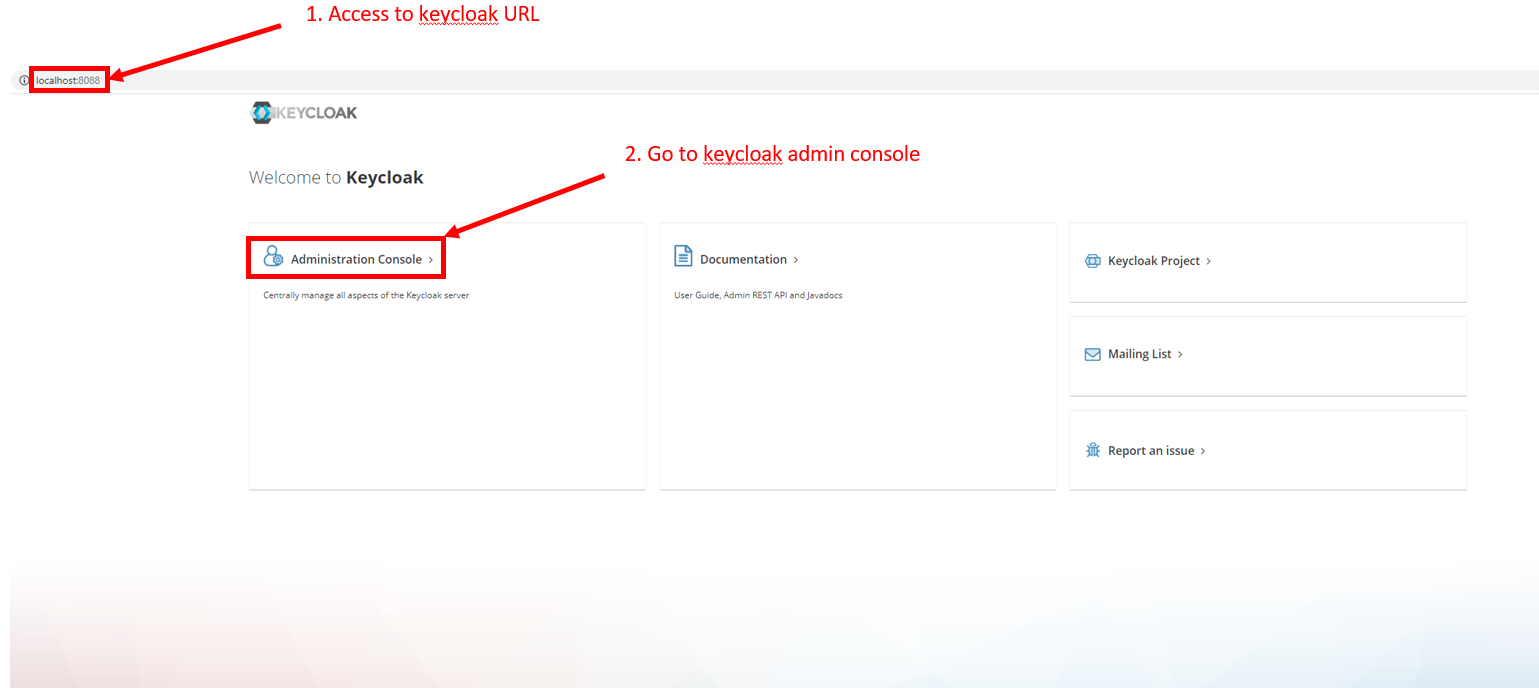 1. Access to keycloak URL
localhost:8088
KEYCLOAK
2. Go to keycloak admin console
Welcome to Keycloak
Administration Console ›
Centrally manage all aspects of the Keycloak server
Documentation ›
User Guide, Admin REST API and Javadocs
Keycloak Project ›
Mailing List ›
Report an issue ›